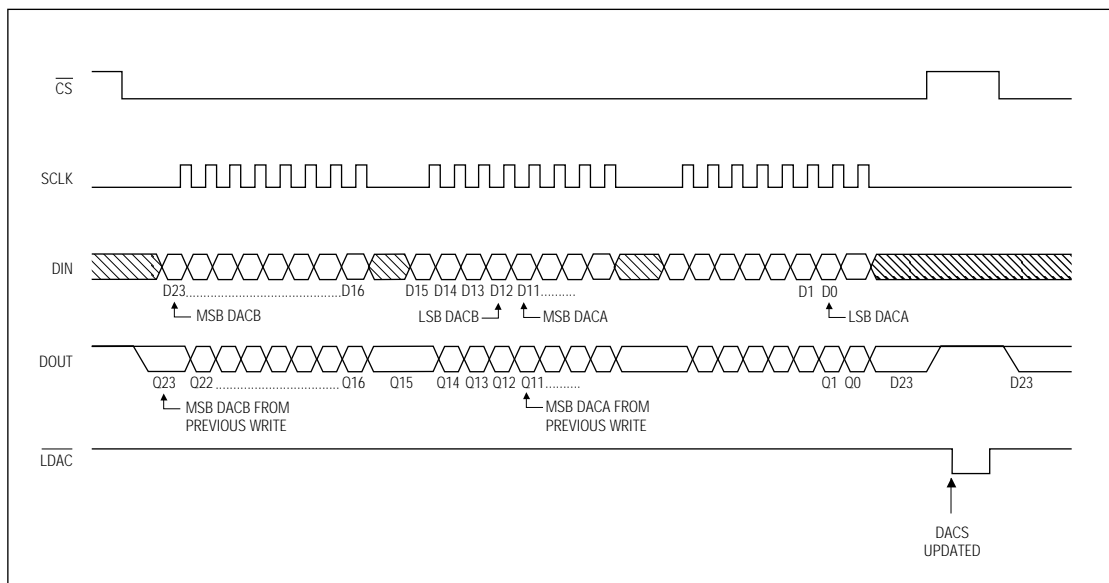 CS
SCLK
DIN
D23..........................................D16 D15 D14 D13 D12 D11.......... D1 D0
MSB DACB LSB DACB MSB DACA LSB DACA
DOUT
Q23 Q22.................................Q16 Q15 Q14 Q13 Q12 Q11.......... Q1 Q0 D23 D23
MSB DACB FROM PREVIOUS WRITE
MSB DACA FROM PREVIOUS WRITE
LDAC
DACS
UPDATED